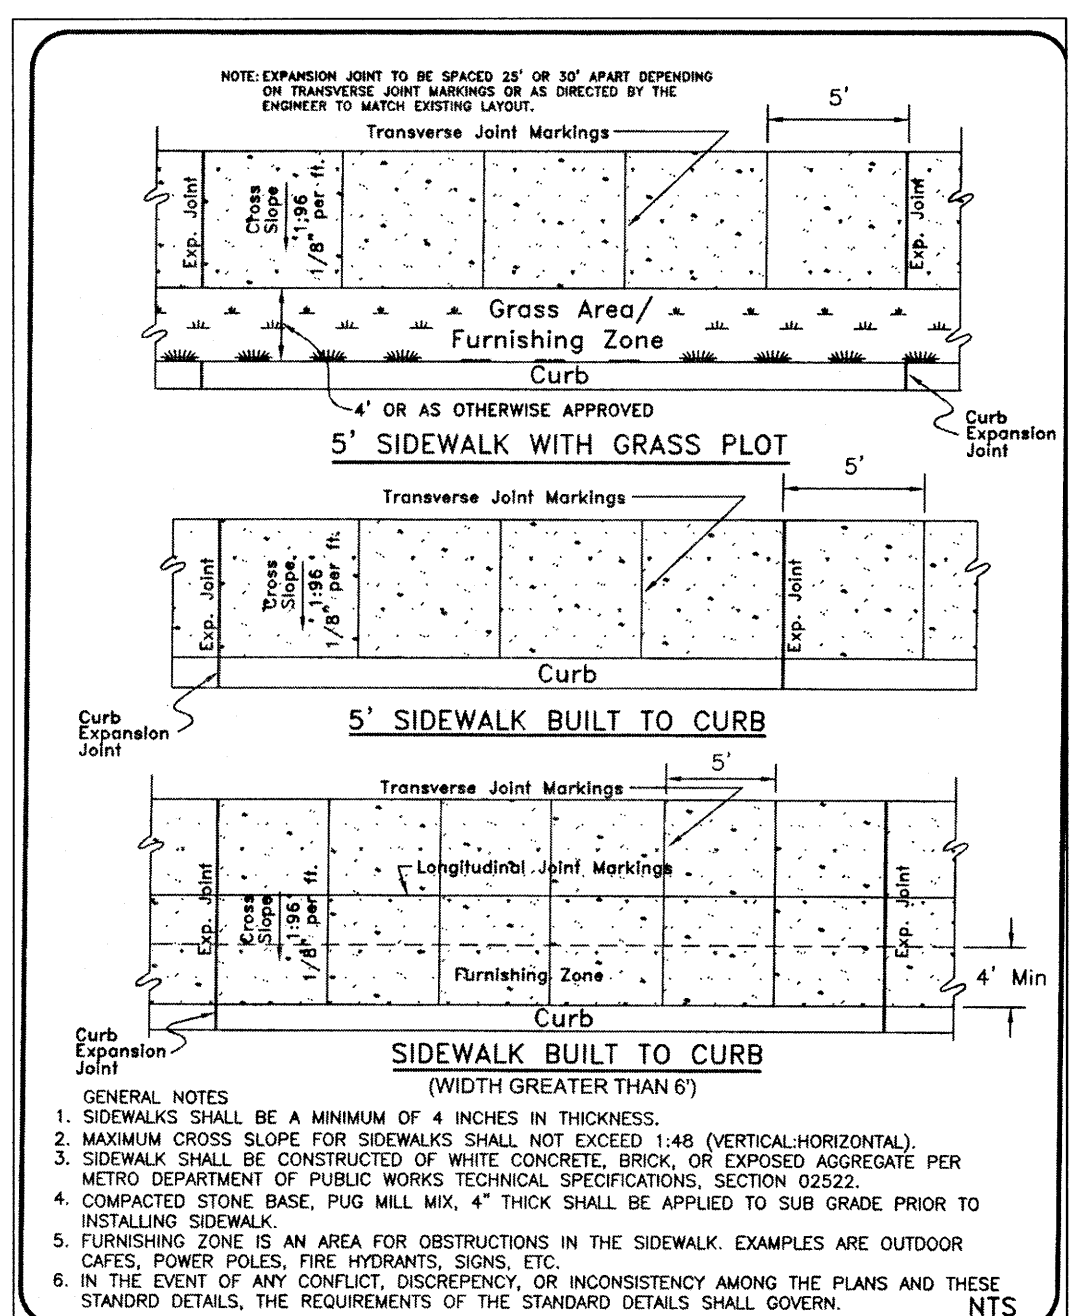 NOTE: EXPANSION JOINT TO BE SPACED 25' OR 30' APART DEPENDING
ON TRANSVERSE JOINT MARKINGS OR AS DIRECTED BY THE
ENGINEER TO MATCH EXISTING LAYOUT.
5'
Transverse Joint Markings
Exp. Joint
Cross
Slope
1:96
1/8" per ft.
Exp. Joint
Grass Area/
Furnishing Zone
Curb
4' OR AS OTHERWISE APPROVED
Curb
Expansion
Joint
5' SIDEWALK WITH GRASS PLOT
5'
Transverse Joint Markings
Exp. Joint
Cross
Slope
1:96
1/8" per ft.
Exp. Joint
Curb
Curb
Expansion
Joint
5' SIDEWALK BUILT TO CURB
5'
Transverse Joint Markings
Longitudinal Joint Markings
Exp. Joint
Cross
Slope
1:96
1/8" per ft.
Exp. Joint
Furnishing Zone
4' Min
Curb
Curb
Expansion
Joint
SIDEWALK BUILT TO CURB
(WIDTH GREATER THAN 6')
GENERAL NOTES
1. SIDEWALKS SHALL BE A MINIMUM OF 4 INCHES IN THICKNESS.
2. MAXIMUM CROSS SLOPE FOR SIDEWALKS SHALL NOT EXCEED 1:48 (VERTICAL:HORIZONTAL).
3. SIDEWALK SHALL BE CONSTRUCTED OF WHITE CONCRETE, BRICK, OR EXPOSED AGGREGATE PER
METRO DEPARTMENT OF PUBLIC WORKS TECHNICAL SPECIFICATIONS, SECTION 02522.
4. COMPACTED STONE BASE, PUG MILL MIX, 4" THICK SHALL BE APPLIED TO SUB GRADE PRIOR TO
INSTALLING SIDEWALK.
5. FURNISHING ZONE IS AN AREA FOR OBSTRUCTIONS IN THE SIDEWALK. EXAMPLES ARE OUTDOOR
CAFES, POWER POLES, FIRE HYDRANTS, SIGNS, ETC.
6. IN THE EVENT OF ANY CONFLICT, DISCREPENCY, OR INCONSISTENCY AMONG THE PLANS AND THESE
STANDRD DETAILS, THE REQUIREMENTS OF THE STANDARD DETAILS SHALL GOVERN.
NTS